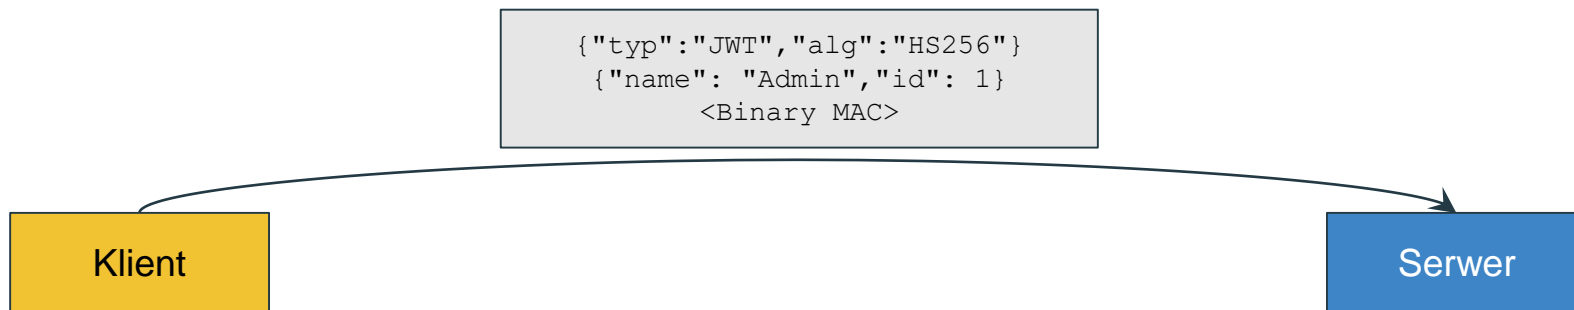 {"typ":"JWT","alg":"HS256"}
{"name": "Admin","id": 1}
<Binary MAC>
Klient
Serwer